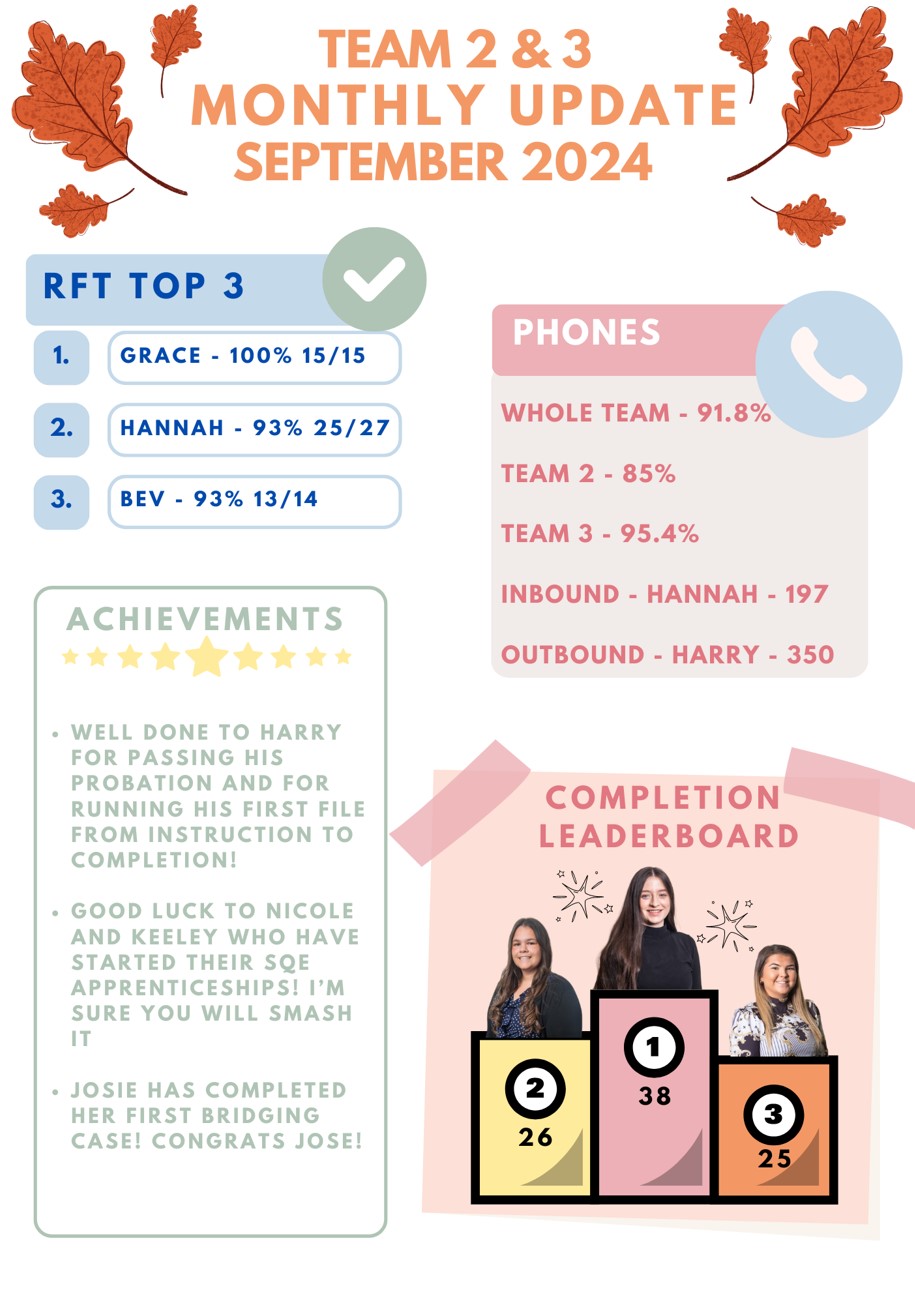 TEAM 2 & 3
MONTHLY UPDATE
SEPTEMBER 2024
RFT TOP 3
1.
GRACE - 100% 15/15
2.
HANNAH - 93% 25/27
3.
BEV - 93% 13/14
PHONES
WHOLE TEAM - 91.8%
TEAM 2 - 85%
TEAM 3 - 95.4%
INBOUND - HANNAH - 197
OUTBOUND - HARRY - 350
ACHIEVEMENTS
• WELL DONE TO HARRY
FOR PASSING HIS
PROBATION AND FOR
RUNNING HIS FIRST FILE
FROM INSTRUCTION TO
COMPLETION!
• GOOD LUCK TO NICOLE
AND KEELEY WHO HAVE
STARTED THEIR SQE
APPRENTICESHIPS! I'M
SURE YOU WILL SMASH
IT
• JOSIE HAS COMPLETED
HER FIRST BRIDGING
CASE! CONGRATS JOSE!
COMPLETION
LEADERBOARD
1
38
2
26
3
25